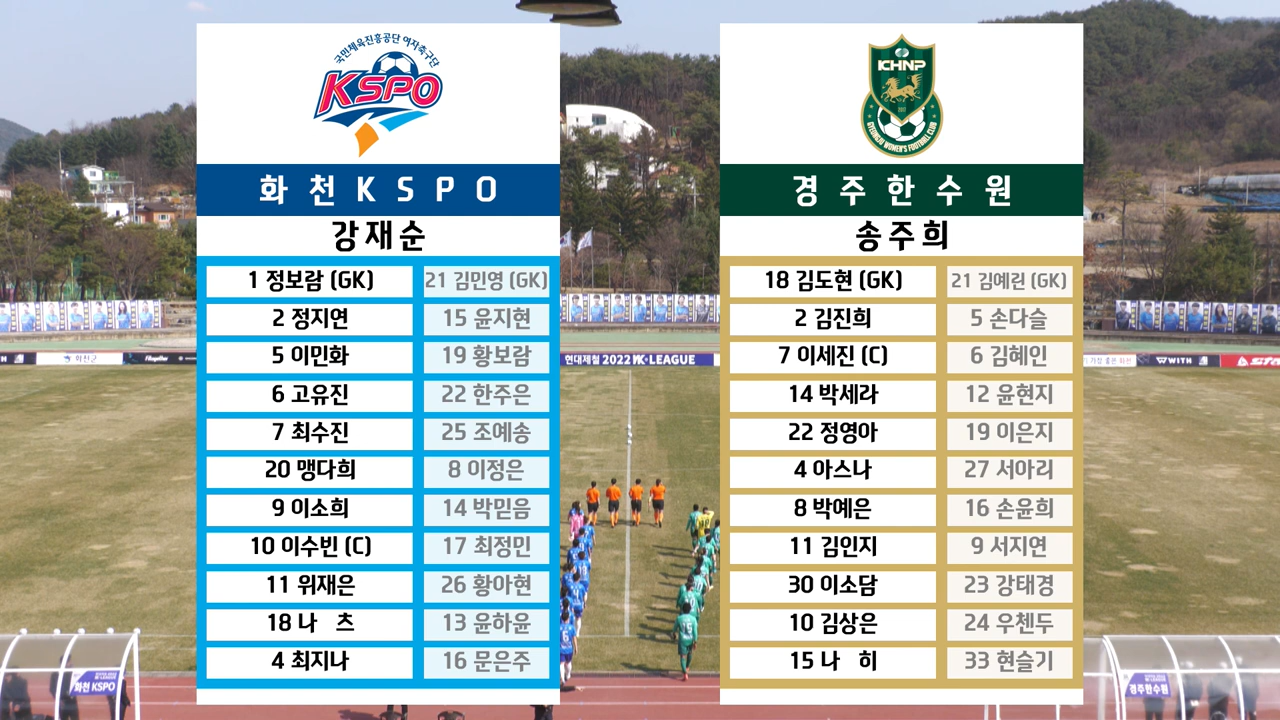 국민체육진흥공단 여자축구단
KSPO
화천KSPO
강재순
1 정보람 (GK) 21 김민영 (GK)
2 정지연 15 윤지현
5 이민화 19 황보람
6 고유진 22 한주은
7 최수진 25 조예송
20 맹다희 8 이정은
9 이소희 14 박믿음
10 이수빈 (C) 17 최정민
11 위재은 26 황아현
18 나 츠 13 윤하윤
4 최지나 16 문은주
KHNP
GYEONGJU WOMEN'S FOOTBALL CLUB
경주한수원
송주희
18 김도현 (GK) 21 김예린 (GK)
2 김진희 5 손다슬
7 이세진 (C) 6 김혜인
14 박세라 12 윤현지
22 정영아 19 이은지
4 아스나 27 서아리
8 박예은 16 손윤희
11 김인지 9 서지연
30 이소담 23 강태경
10 김상은 24 우첸두
15 나 히 33 현슬기
화천군
현대제철 2022 WK-LEAGUE
WITH
화천 KSPO
경주한수원